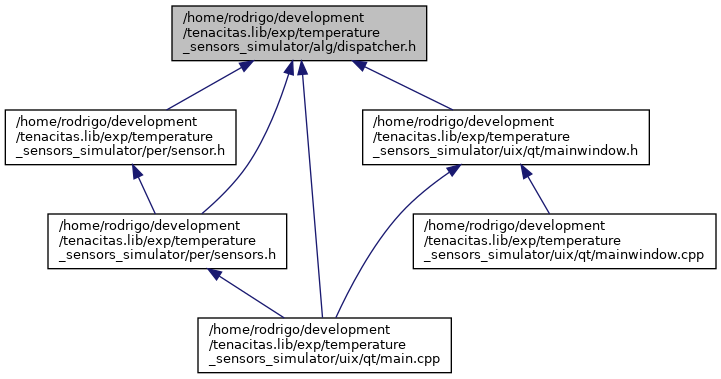 /home/rodrigo/development
/tenacitas.lib/exp/temperature
_sensors_simulator/alg/dispatcher.h
/home/rodrigo/development
/tenacitas.lib/exp/temperature
_sensors_simulator/per/sensor.h
/home/rodrigo/development
/tenacitas.lib/exp/temperature
_sensors_simulator/uix/qt/mainwindow.h
/home/rodrigo/development
/tenacitas.lib/exp/temperature
_sensors_simulator/per/sensors.h
/home/rodrigo/development
/tenacitas.lib/exp/temperature
_sensors_simulator/uix/qt/mainwindow.cpp
/home/rodrigo/development
/tenacitas.lib/exp/temperature
_sensors_simulator/uix/qt/main.cpp